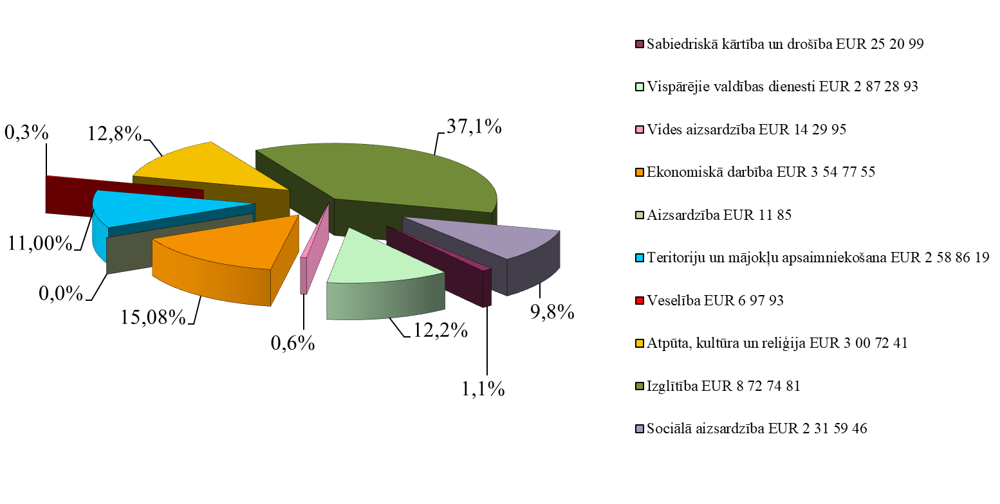 0,3%
12,8%
37,1%
11,00%
0,0%
15,08%
0,6%
12,2%
1,1%
9,8%
Sabiedriskā kārtība un drošība EUR 25 20 99
Vispārējie valdības dienesti EUR 2 87 28 93
Vides aizsardzība EUR 14 29 95
Ekonomiskā darbība EUR 3 54 77 55
Aizsardzība EUR 11 85
Teritoriju un mājokļu apsaimniekošana EUR 2 58 86 19
Veselība EUR 6 97 93
Atpūta, kultūra un reliģija EUR 3 00 72 41
Izglītība EUR 8 72 74 81
Sociālā aizsardzība EUR 2 31 59 46